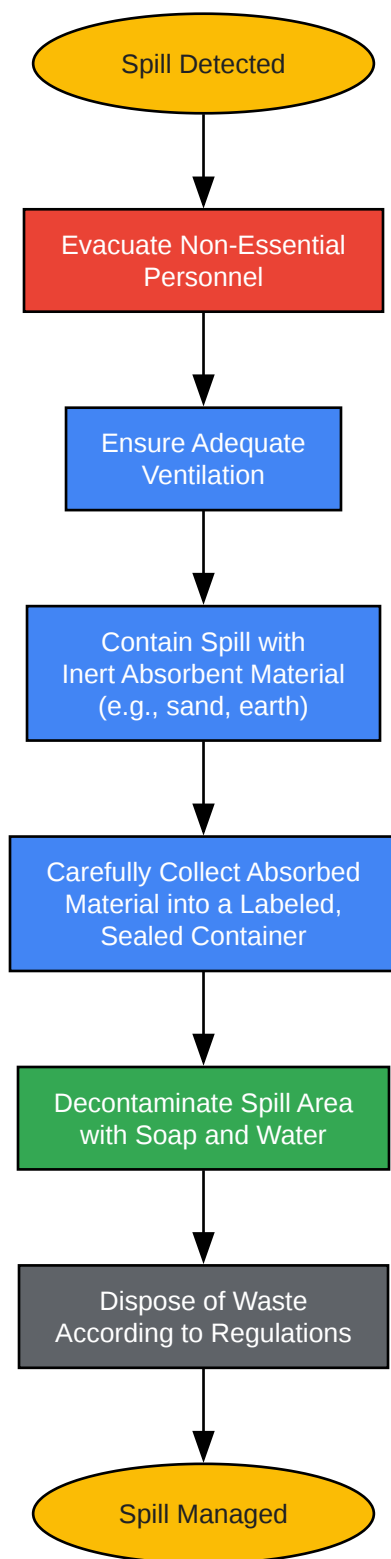 Spill Detected
Evacuate Non-Essential
Personnel
Ensure Adequate
Ventilation
Contain Spill with
Inert Absorbent Material
(e.g., sand, earth)
Carefully Collect Absorbed
Material into a Labeled,
Sealed Container
Decontaminate Spill Area
with Soap and Water
Dispose of Waste
According to Regulations
Spill Managed